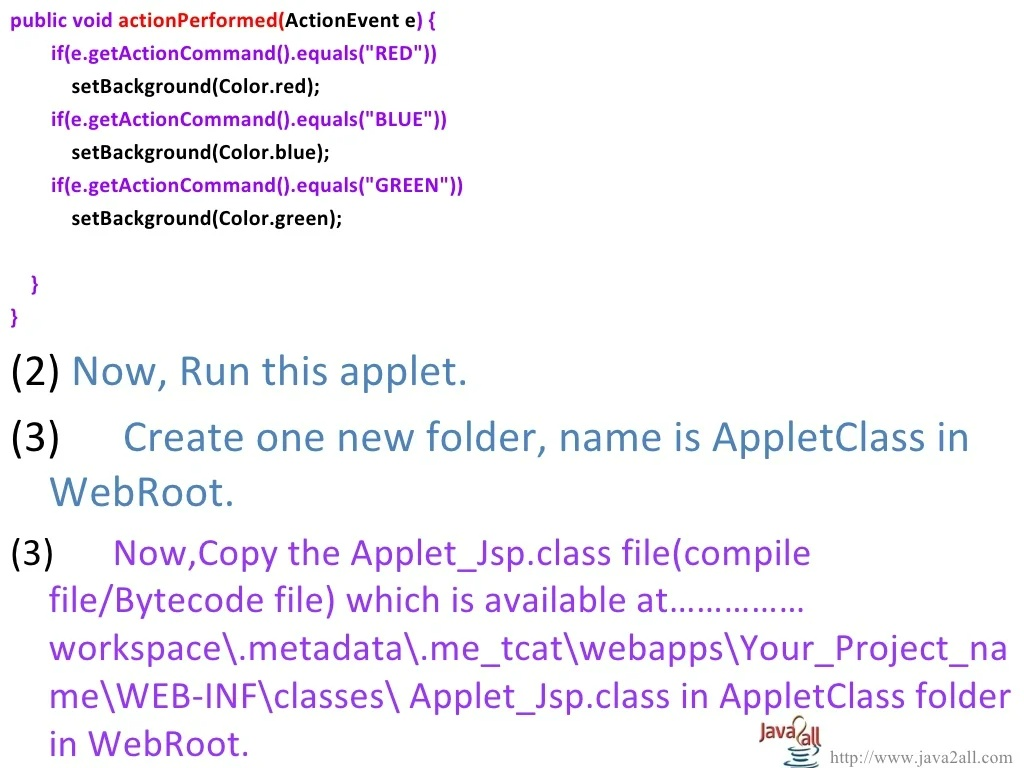 public void actionPerformed(ActionEvent e) {
if(e.getActionCommand().equals("RED"))
setBackground(Color.red);
if(e.getActionCommand().equals("BLUE"))
setBackground(Color.blue);
if(e.getActionCommand().equals("GREEN"))
setBackground(Color.green);
}
}
(2) Now, Run this applet.
(3) Create one new folder, name is AppletClass in
WebRoot.
(3) Now,Copy the Applet_Jsp.class file(compile
file/Bytecode file) which is available at……………
workspace\.metadata\.me_tcat\webapps\Your_Project_na
me\WEB-INF\classes\ Applet_Jsp.class in AppletClass folder
in WebRoot.
Java2all
http://www.java2all.com